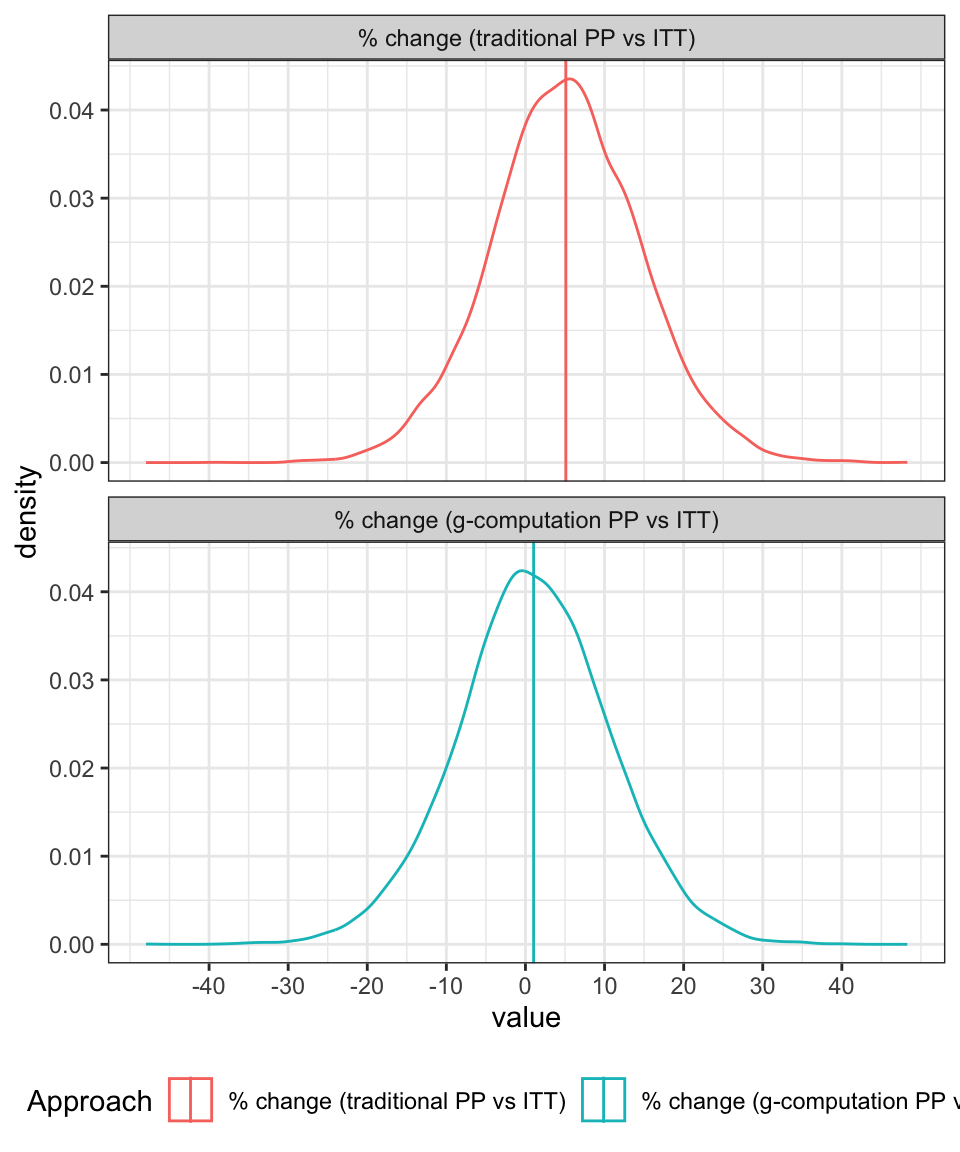 % change (traditional PP vs ITT)
0.04
0.03
0.02
0.01
0.00
density
% change (g-computation PP vs ITT)
0.04
0.03
0.02
0.01
0.00
-40 -30 -20 -10 0 10 20 30 40
value
Approach % change (traditional PP vs ITT) % change (g-computation PP